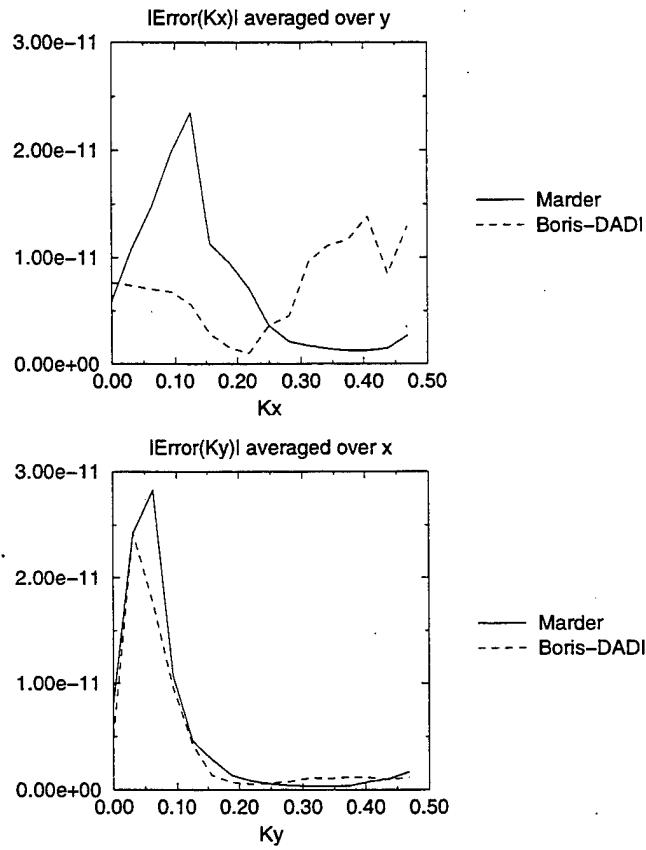 |Error(Kx)| averaged over y
3.00e−11
2.00e−11
1.00e−11
0.00e+00
0.00 0.10 0.20 0.30 0.40 0.50
Kx
Marder
Boris−DADI
|Error(Ky)| averaged over x
3.00e−11
2.00e−11
1.00e−11
0.00e+00
0.00 0.10 0.20 0.30 0.40 0.50
Ky
Marder
Boris−DADI